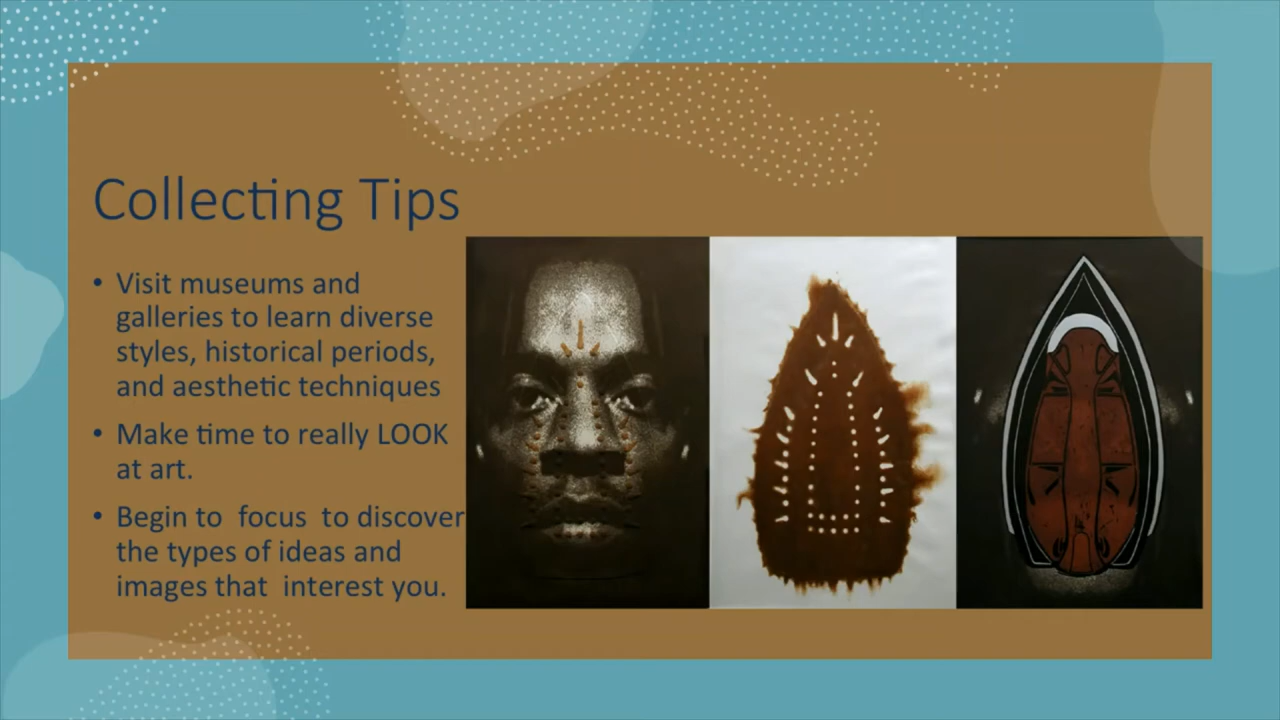 Collecting Tips
• Visit museums and
galleries to learn diverse
styles, historical periods,
and aesthetic techniques
• Make time to really LOOK
at art.
• Begin to  focus  to discover
the types of ideas and
images that  interest you.